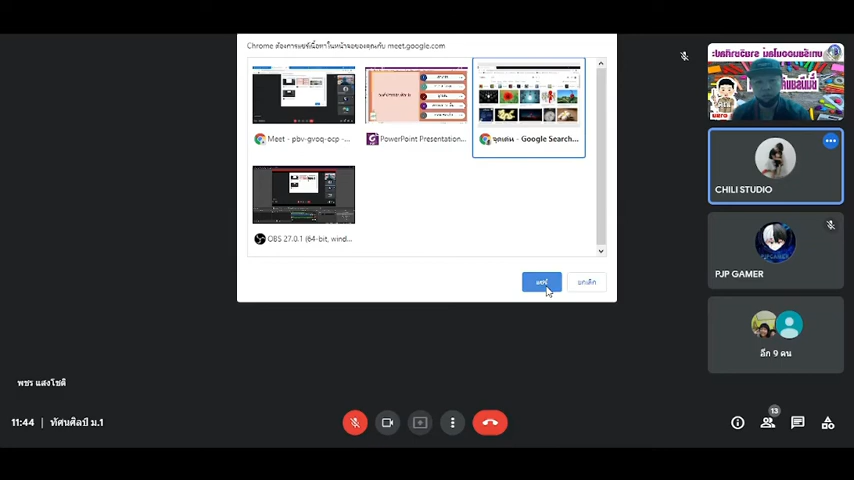 Chrome ต้องการแชร์เนื้อหาในหน้าจอของคุณกับ meet.google.com
Meet - pbv-gvoq-ocp -...
PowerPoint Presentation...
จุดเด่น - Google Search...
OBS 27.0.1 (64-bit, wind...
แชร์
ยกเลิก
CHILI STUDIO
PJP GAMER
อีก 9 คน
พชร แสงโชติ
11:44 | ทัศนศิลป์ ม.1
13